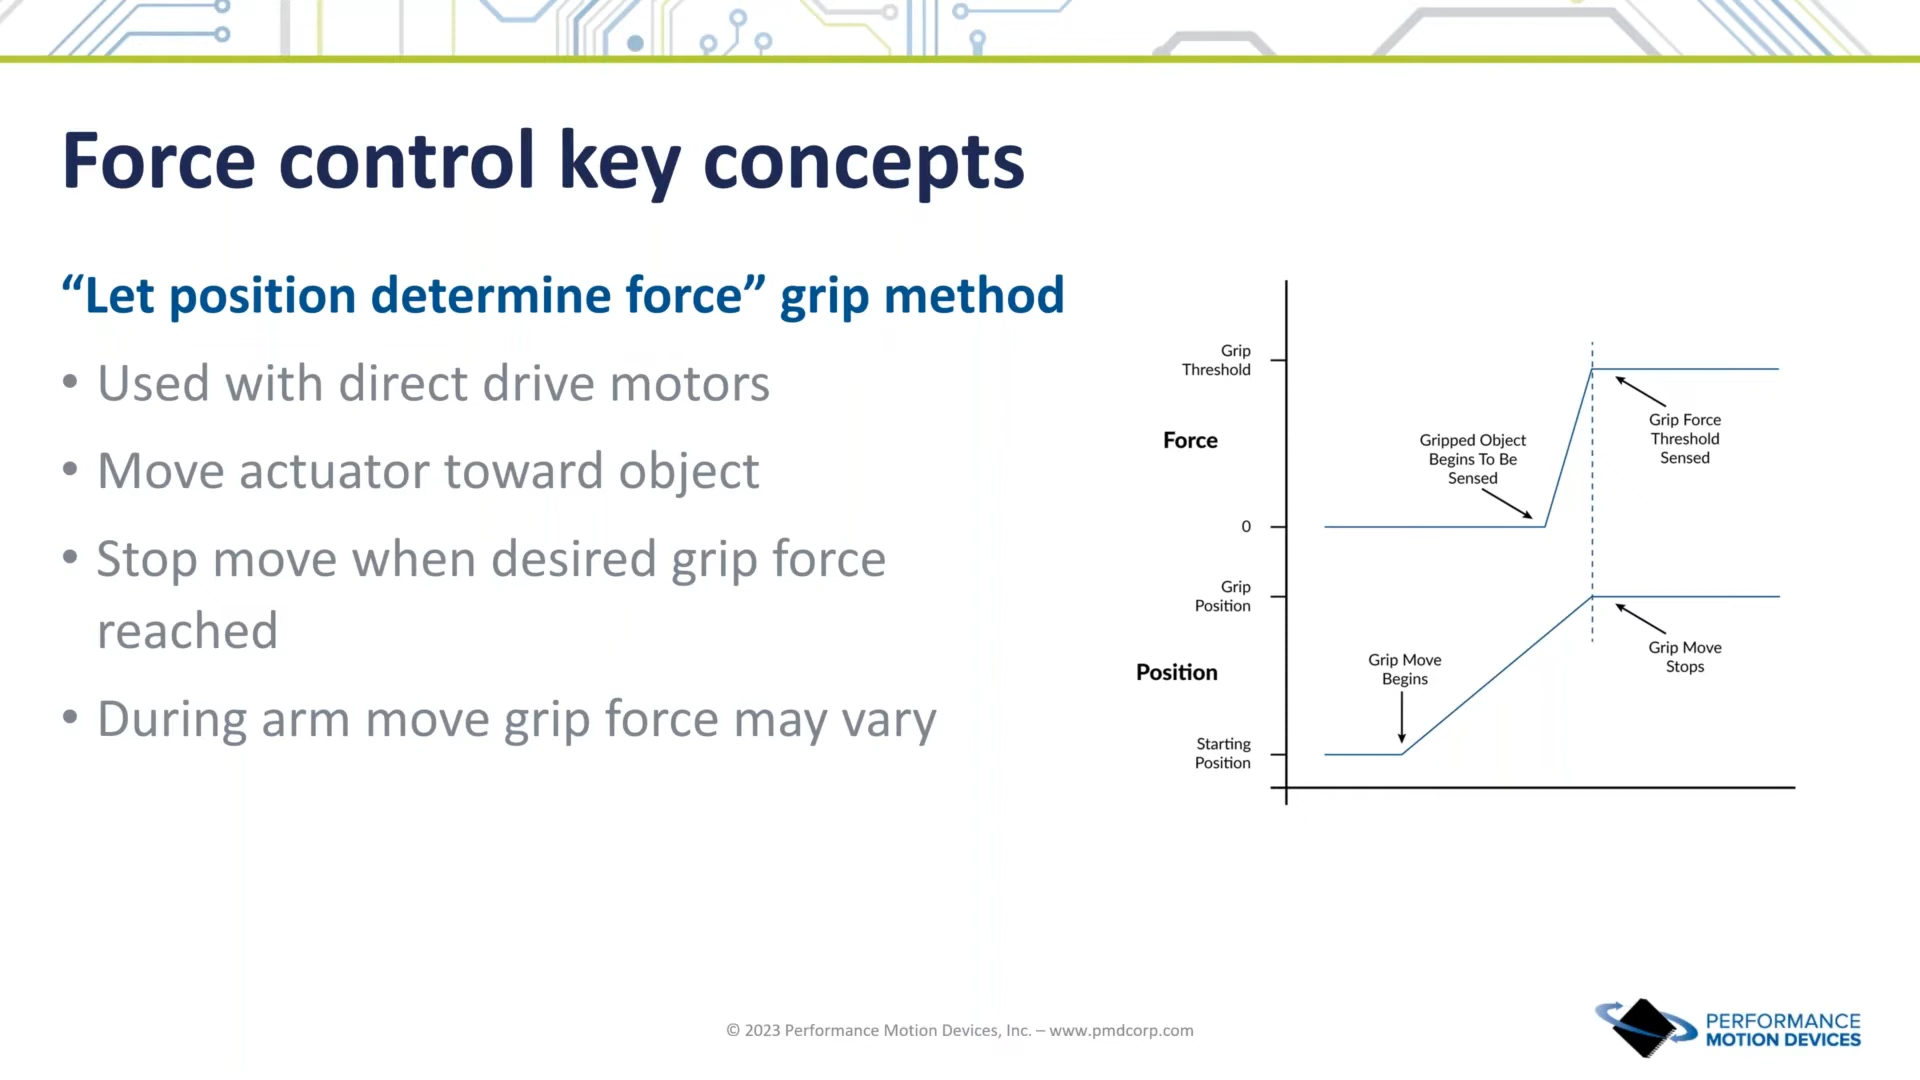 Force control key concepts
“Let position determine force” grip method
• Used with direct drive motors
• Move actuator toward object
• Stop move when desired grip force
reached
• During arm move grip force may vary
Grip
Threshold
Force
Gripped Object
Begins To Be
Sensed
Grip Force
Threshold
Sensed
0
Grip
Position
Position
Grip Move
Begins
Grip Move
Stops
Starting
Position
© 2023 Performance Motion Devices, Inc. – www.pmdcorp.com
PERFORMANCE
MOTION DEVICES